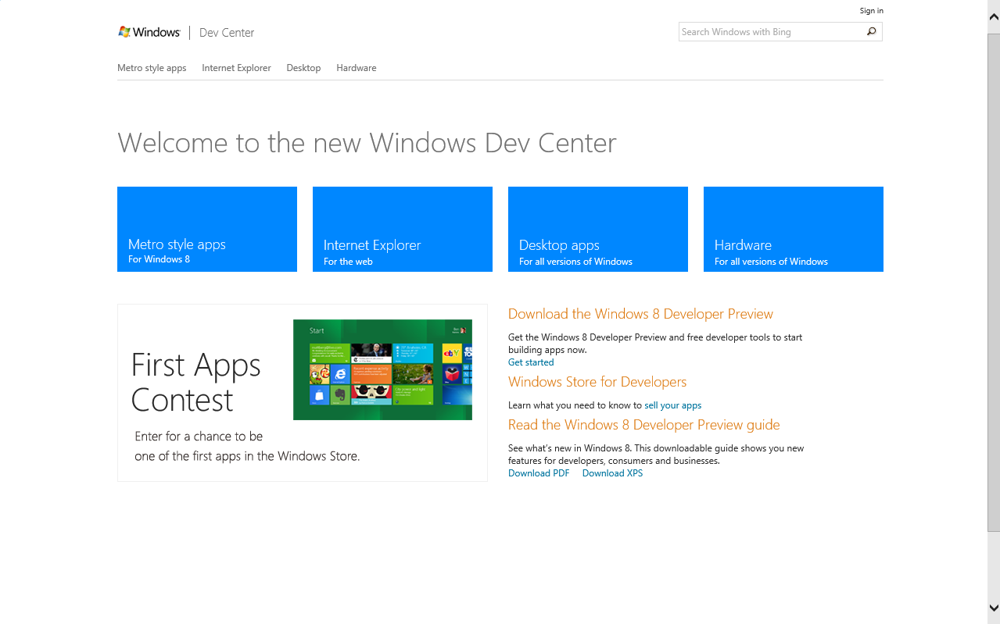 Sign in
Windows | Dev Center
Search Windows with Bing
Metro style apps Internet Explorer Desktop Hardware
Welcome to the new Windows Dev Center
Metro style apps
For Windows 8
Internet Explorer
For the web
Desktop apps
For all versions of Windows
Hardware
For all versions of Windows
First Apps
Contest
Start
Enter for a chance to be
one of the first apps in the Windows Store.
Download the Windows 8 Developer Preview
Get the Windows 8 Developer Preview and free developer tools to start
building apps now.
Get started
Windows Store for Developers
Learn what you need to know to sell your apps
Read the Windows 8 Developer Preview guide
See what's new in Windows 8. This downloadable guide shows you new
features for developers, consumers and businesses.
Download PDF Download XPS